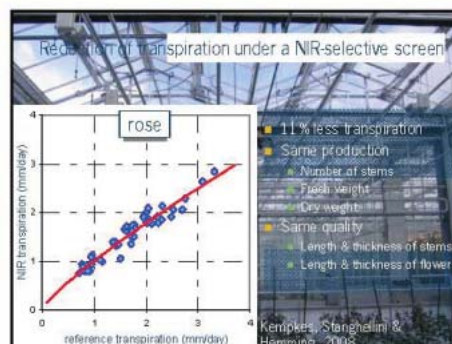 Reduction of transpiration under a NIR-selective screen
rose
NIR transpiration (mm/day)
4
3
2
1
0
0 1 2 3 4
reference transpiration (mm/day)
11% less transpiration
Same production
Number of stems
Fresh weight
Dry weight
Same quality
Length & thickness of stems
Length & thickness of flower
Kempkes, Stanghellini &
Hemming, 2008